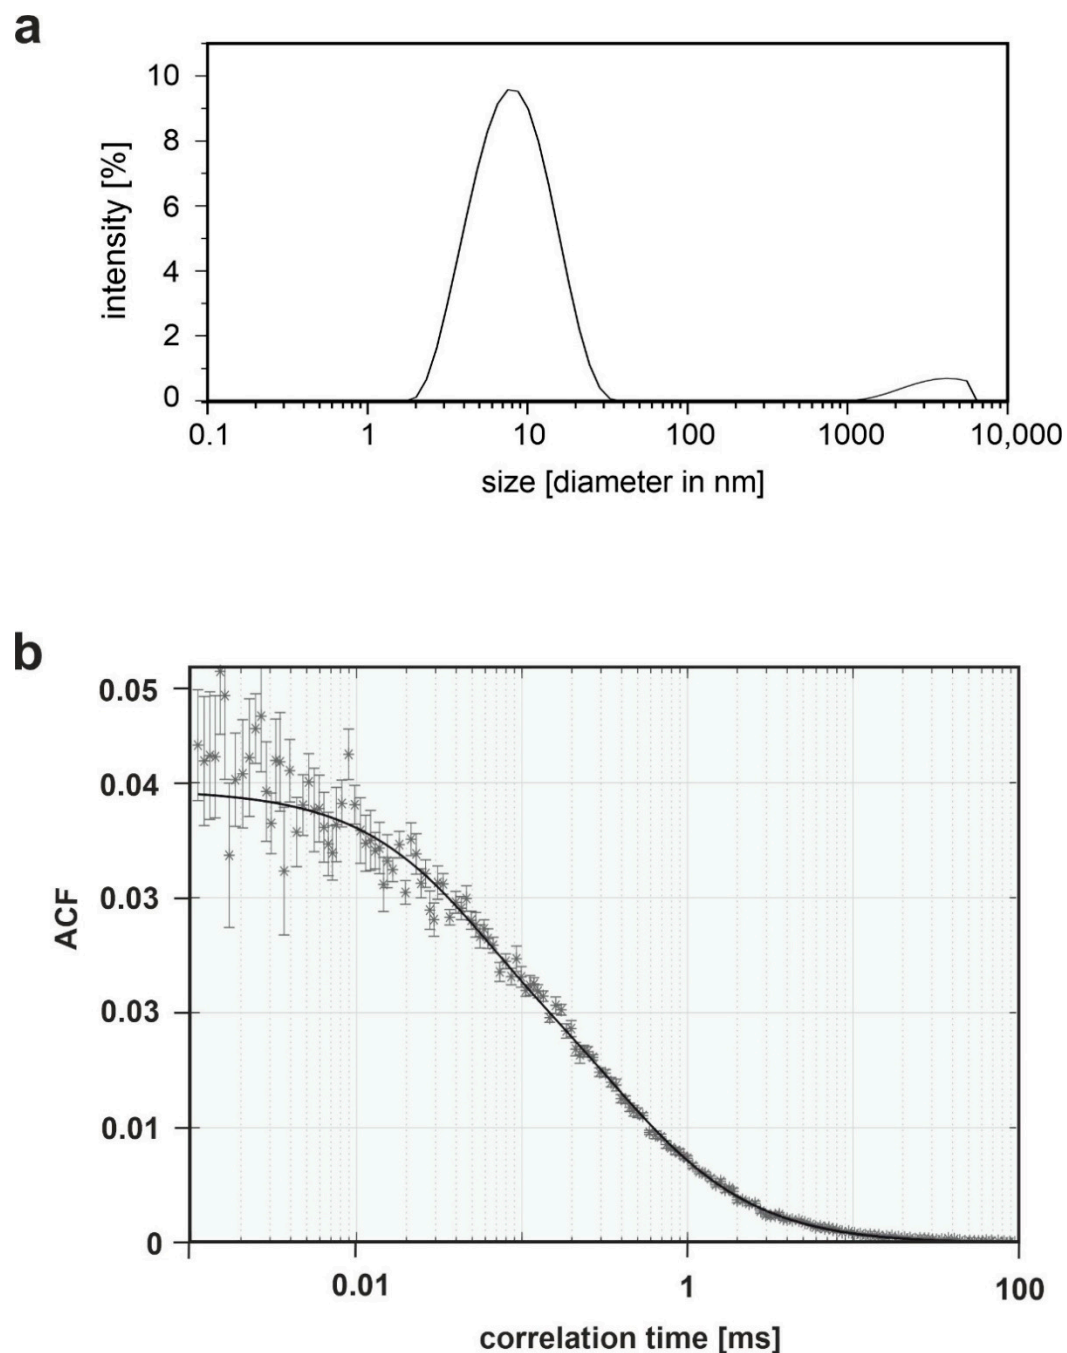 a
10
8
6
4
2
0
intensity [%]
0.1 1 10 100 1000 10,000
size [diameter in nm]
b
0.05
0.04
0.03
0.03
0.01
0
ACF
0.01 1 100
correlation time [ms]